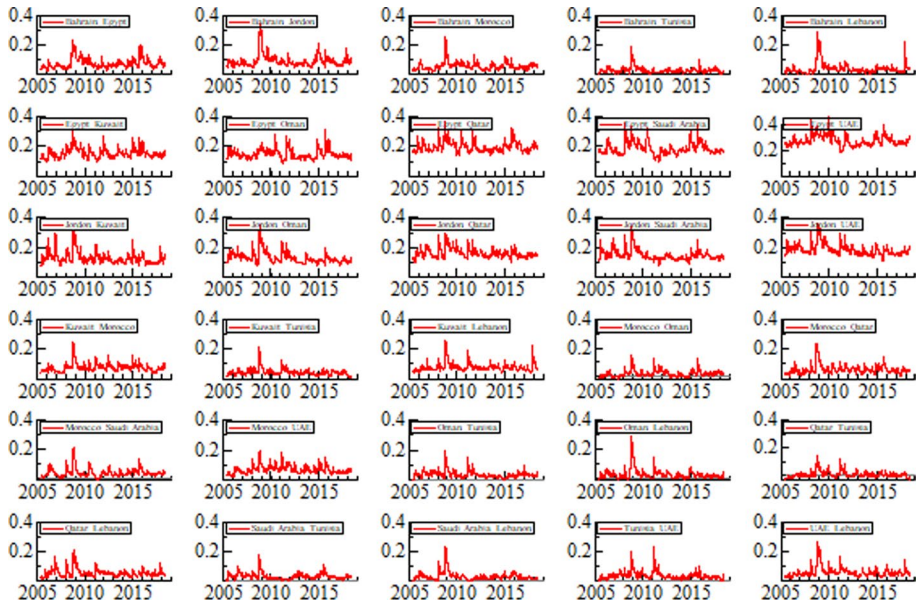 0.4 Bahrain Egypt 0.4 Bahrain Jordon 0.4 Bahrain Morocco 0.4 Bahrain Tunisia 0.4 Bahrain Lebanon
0.2 0.2 0.2 0.2 0.2
2005 2010 2015 2005 2010 2015 2005 2010 2015 2005 2010 2015 2005 2010 2015
0.4 Egypt Kuwait 0.4 Egypt Oman 0.4 Egypt Qatar 0.4 Egypt Saudi Arabia 0.4 Egypt UAE
0.2 0.2 0.2 0.2 0.2
2005 2010 2015 2005 2010 2015 2005 2010 2015 2005 2010 2015 2005 2010 2015
0.4 Jordon Kuwait 0.4 Jordon Oman 0.4 Jordon Qatar 0.4 Jordon Saudi Arabia 0.4 Jordon UAE
0.2 0.2 0.2 0.2 0.2
2005 2010 2015 2005 2010 2015 2005 2010 2015 2005 2010 2015 2005 2010 2015
0.4 Kuwait Morocco 0.4 Kuwait Tunisia 0.4 Kuwait Lebanon 0.4 Morocco Oman 0.4 Morocco Qatar
0.2 0.2 0.2 0.2 0.2
2005 2010 2015 2005 2010 2015 2005 2010 2015 2005 2010 2015 2005 2010 2015
0.4 Morocco Saudi Arabia 0.4 Morocco UAE 0.4 Oman Tunisia 0.4 Oman Lebanon 0.4 Qatar Tunisia
0.2 0.2 0.2 0.2 0.2
2005 2010 2015 2005 2010 2015 2005 2010 2015 2005 2010 2015 2005 2010 2015
0.4 Qatar Lebanon 0.4 Saudi Arabia Tunisia 0.4 Saudi Arabia Lebanon 0.4 Tunisia UAE 0.4 UAE Lebanon
0.2 0.2 0.2 0.2 0.2
2005 2010 2015 2005 2010 2015 2005 2010 2015 2005 2010 2015 2005 2010 2015